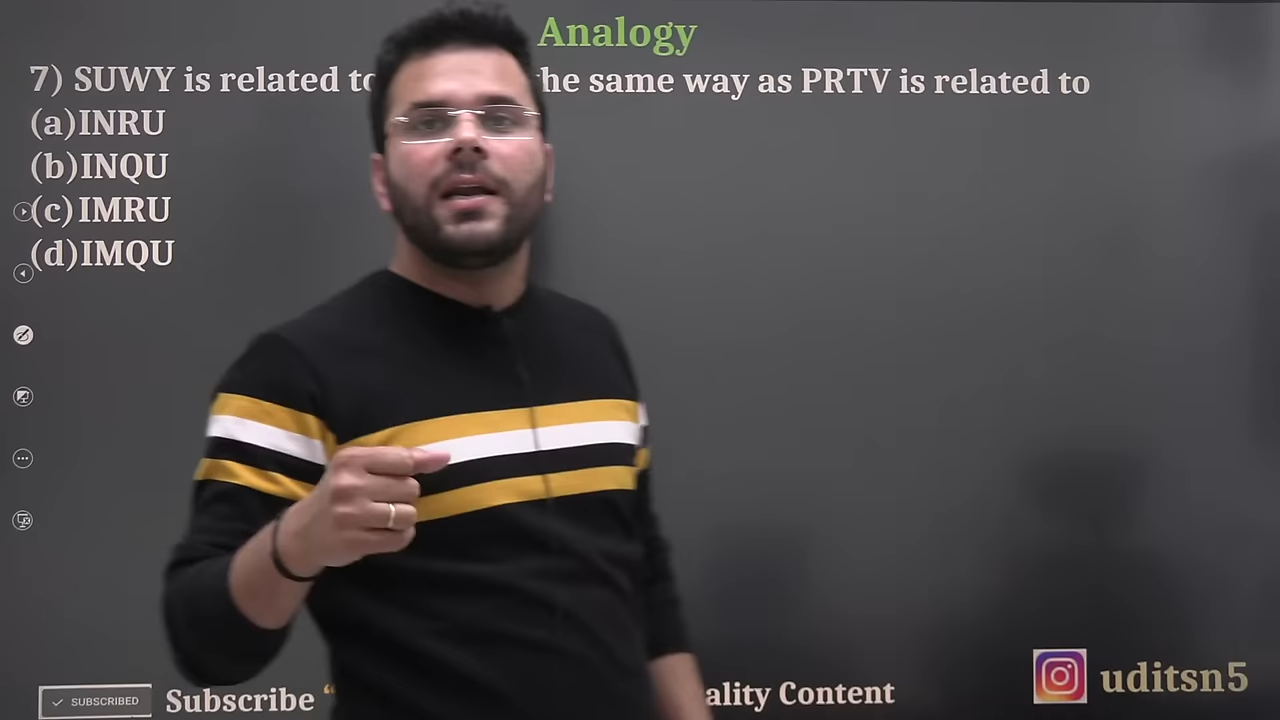 Analogy
7) SUWY is related to he same way as PRTV is related to
(a)INRU
(b)INQU
(c)IMRU
(d)IMQU
SUBSCRIBED Subscribe ality Content
uditsn5